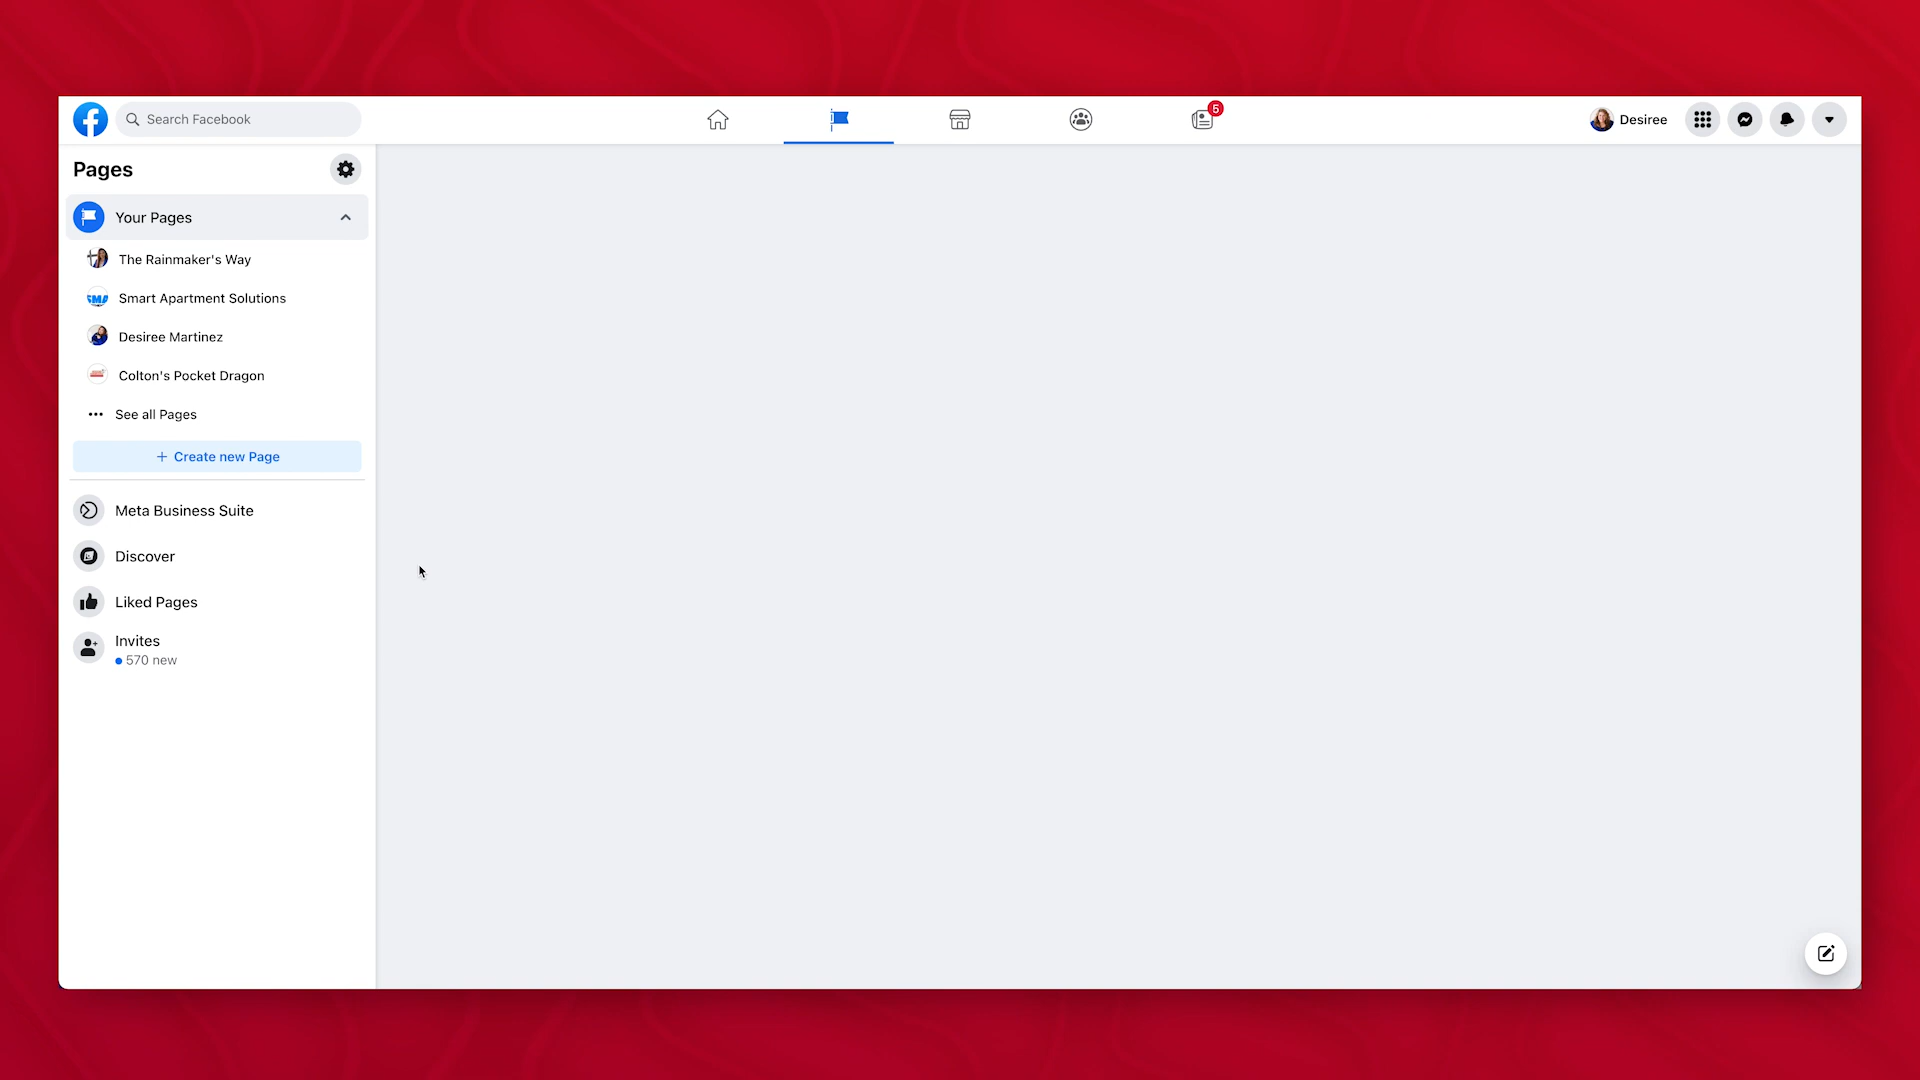 Search Facebook
5
Desiree
Pages
Your Pages
The Rainmaker's Way
Smart Apartment Solutions
Desiree Martinez
Colton's Pocket Dragon
See all Pages
+ Create new Page
Meta Business Suite
Discover
Liked Pages
Invites
570 new